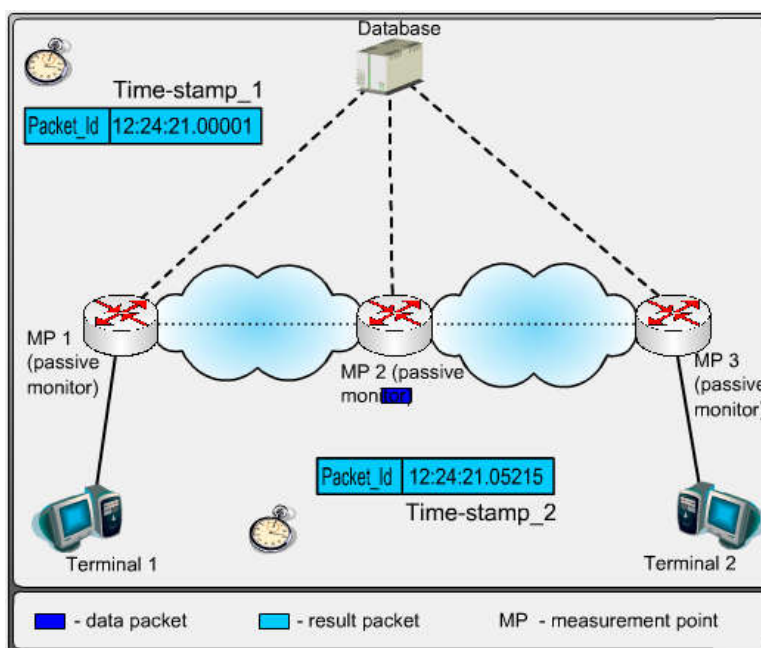 Database
Time-stamp_1
Packet_Id 12:24:21.00001
MP 1
(passive
monitor)
MP 2 (passive
monitor)
MP 3
(passive
monitor)
Packet_Id 12:24:21.05215
Time-stamp_2
Terminal 1
Terminal 2
- data packet
- result packet
MP - measurement point